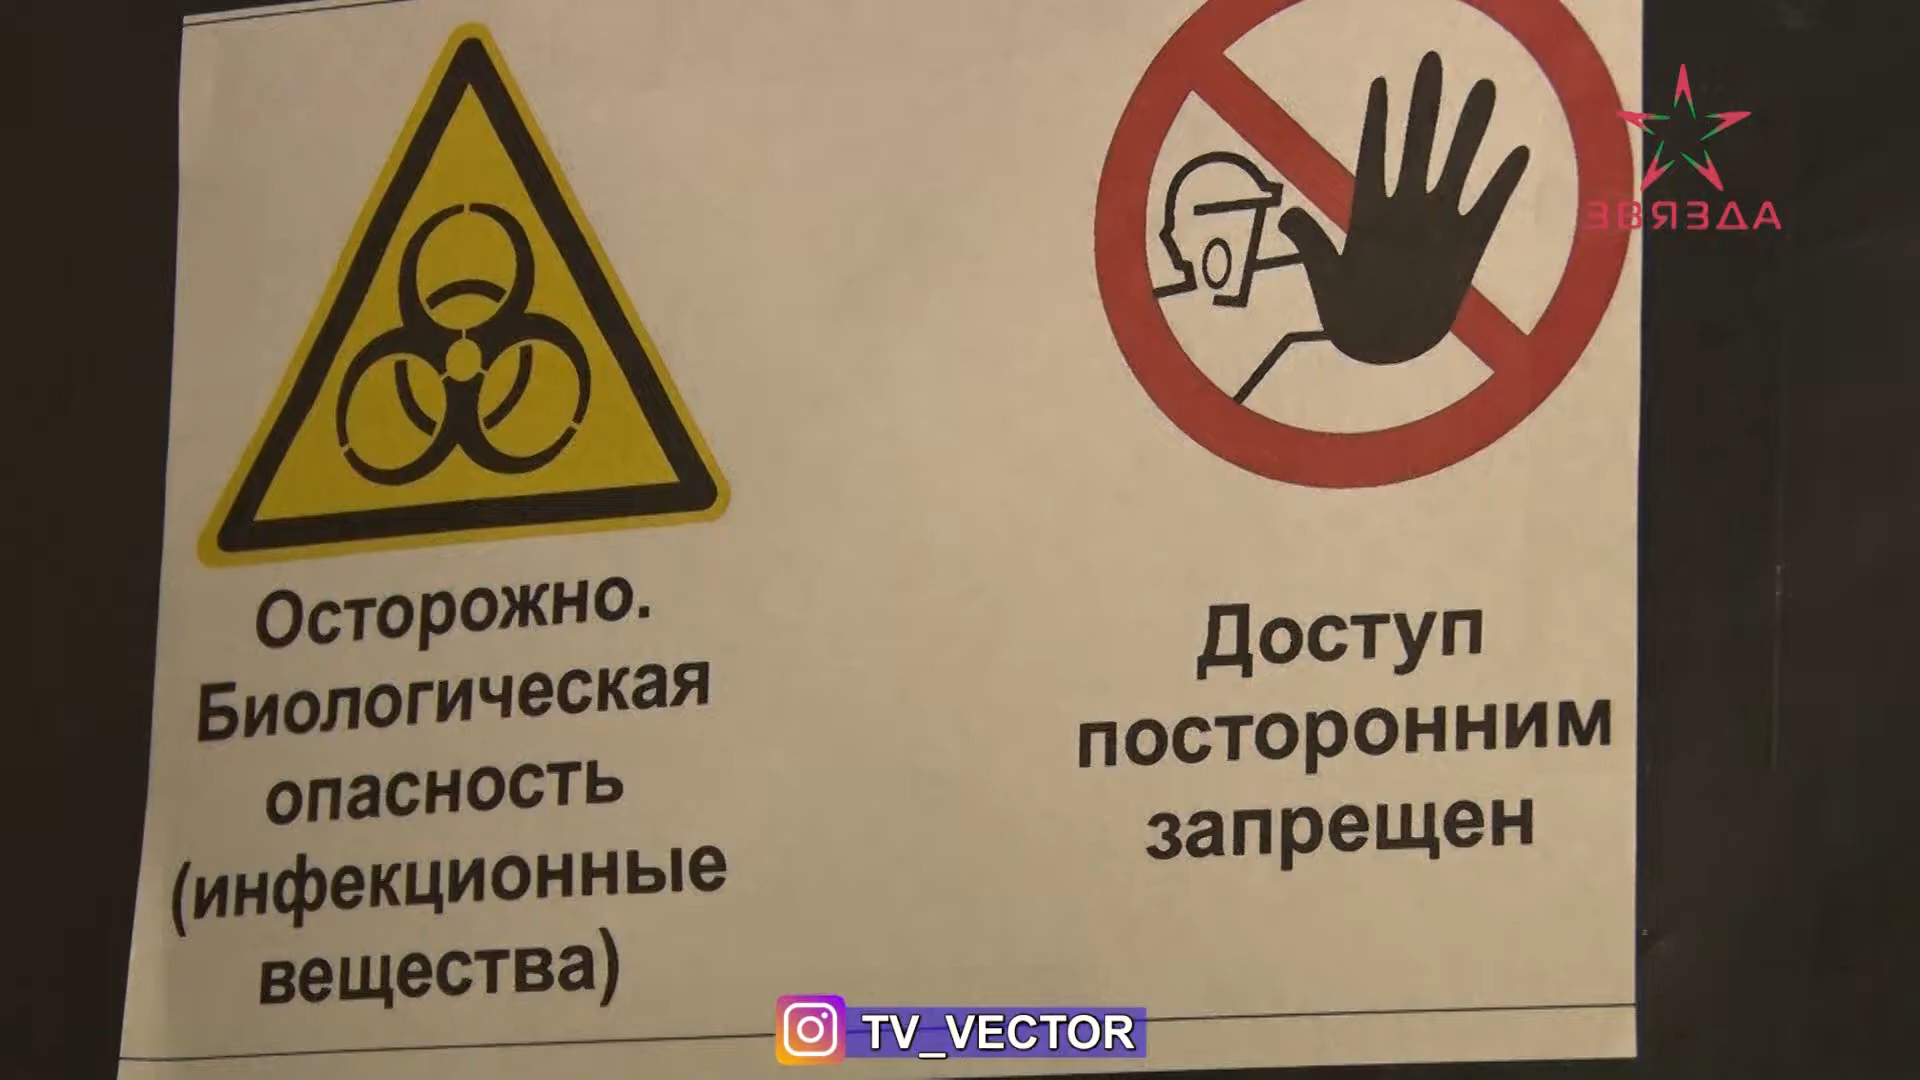 Осторожно.
Биологическая
опасность
(инфекционные
вещества)
Доступ
посторонним
запрещен
ЗВЯЗДА
TV_VECTOR